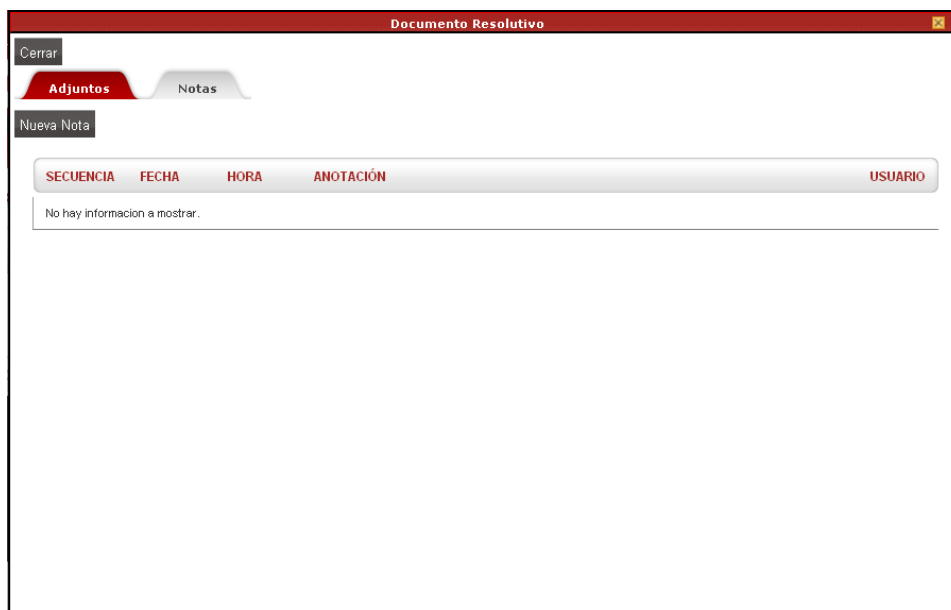 Documento Resolutivo
Cerrar
Adjuntos Notas
Nueva Nota
SECUENCIA FECHA HORA ANOTACIÓN USUARIO
No hay informacion a mostrar.